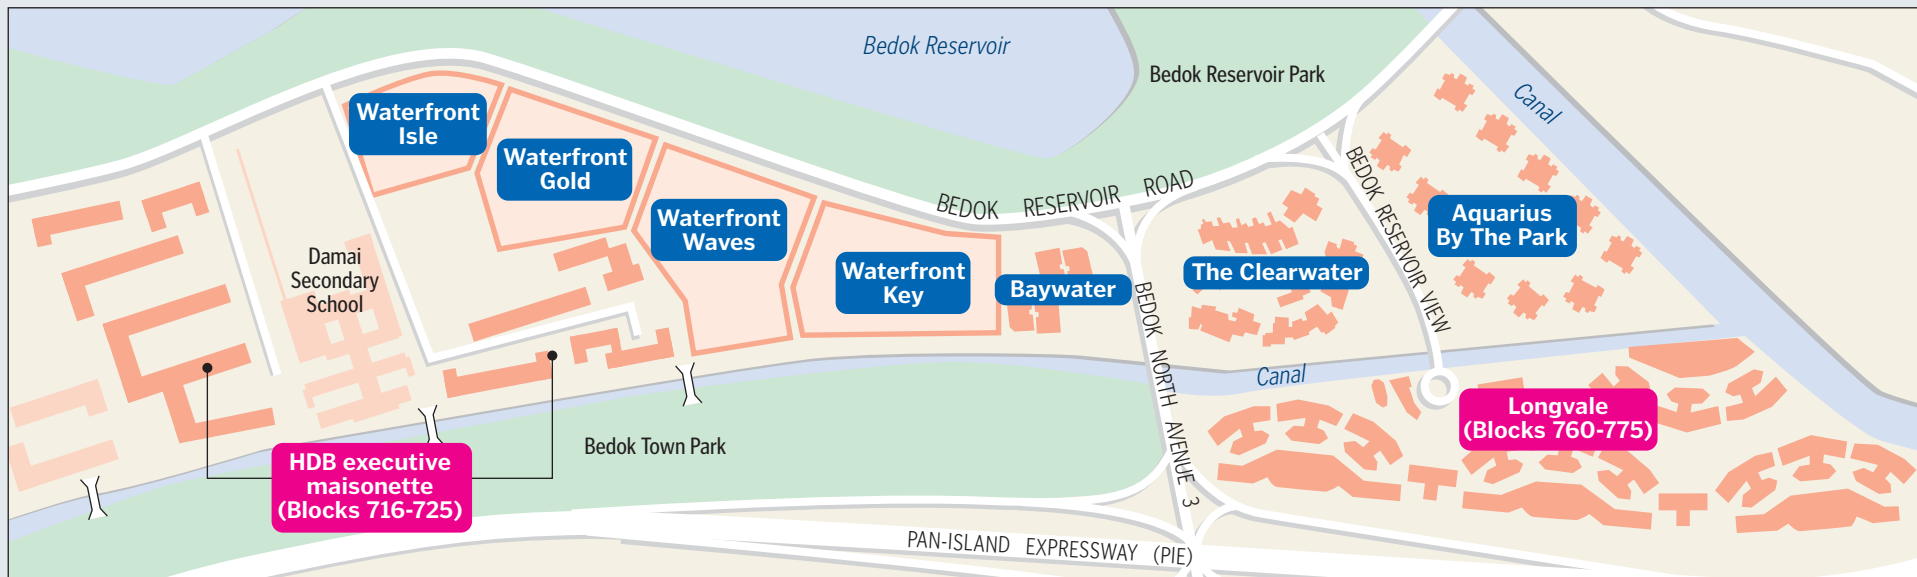 Bedok Reservoir
Bedok Reservoir Park
Canal
Waterfront
Isle
Waterfront
Gold
Waterfront
Waves
Waterfront
Key
Baywater
BEDOK RESERVOIR ROAD
BEDOK RESERVOIR VIEW
Aquarius
By The Park
The Clearwater
Damai
Secondary
School
BEDOK NORTH AVENUE 3
Canal
Longvale
(Blocks 760-775)
Bedok Town Park
HDB executive
maisonette
(Blocks 716-725)
PAN-ISLAND EXPRESSWAY (PIE)